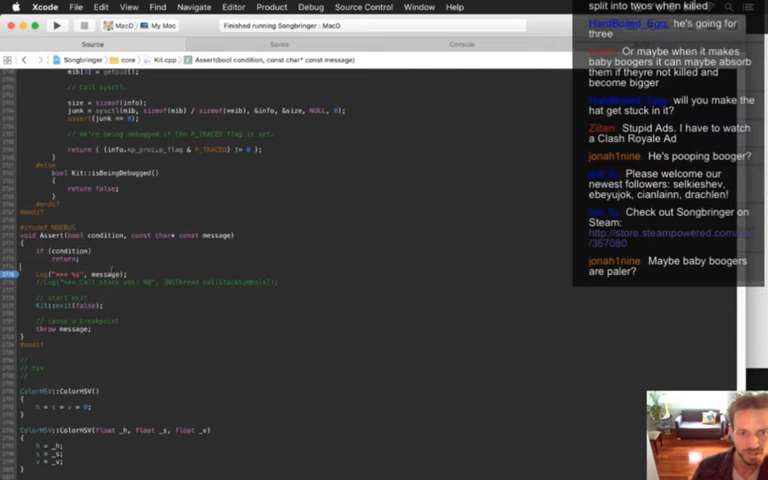 Xcode File Edit View Find Navigate Editor Product Debug Source Control Window Help
MacD My Mac
Finished running Songbringer : MacD
Source
Saves
Console
Songbringer core Kit.cpp Assert(bool condition, const char* const message)
mib[3] = getpid();
// Call sysctl.
size = sizeof(info);
junk = sysctl(mib, sizeof(mib) / sizeof(*mib), &info, &size, NULL, 0);
assert(junk == 0);
// We're being debugged if the P_TRACED flag is set.
return ( (info.kp_proc.p_flag & P_TRACED) != 0 );
}
#else
bool Kit::isBeingDebugged()
{
return false;
}
#endif
#endif
#ifndef NDEBUG
void Assert(bool condition, const char* const message)
{
if (condition)
return;
Log("*** %s", message);
//Log("*** Call stack was: %@", [NSThread callStackSymbols]);
// start exit
Kit::exit(false);
// cause a breakpoint
throw message;
}
#endif
//
// hsv
//
ColorHSV::ColorHSV()
{
h = s = v = 0;
}
ColorHSV::ColorHSV(float _h, float _s, float _v)
{
h = _h;
s = _s;
v = _v;
split into twos when killed
HardBoard_Egg: he's going for
three
Or maybe when it makes
baby boogers it can maybe absorb
them if theyre not killed and
become bigger
HardBoard_Egg: will you make the
hat get stuck in it?
Stupid Ads. I have to watch
a Clash Royale Ad
jonah1nine: He's pooping booger?
Please welcome our
newest followers: selkieshev,
ebeyujok, cianlainn, drachlen!
Check out Songbringer on
Steam:
http://store.steampowered.com/app
/367080
jonah1nine: Maybe baby boogers
are paler?